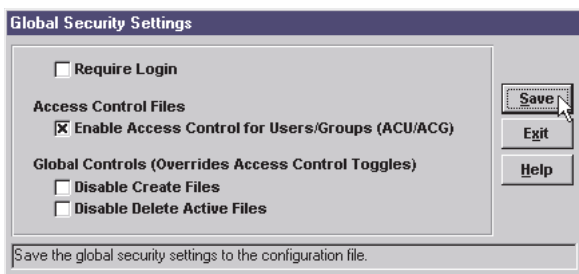 Global Security Settings
Require Login
Access Control Files
Enable Access Control for Users/Groups (ACU/ACG)
Global Controls (Overrides Access Control Toggles)
Disable Create Files
Disable Delete Active Files
Save
Exit
Help
Save the global security settings to the configuration file.